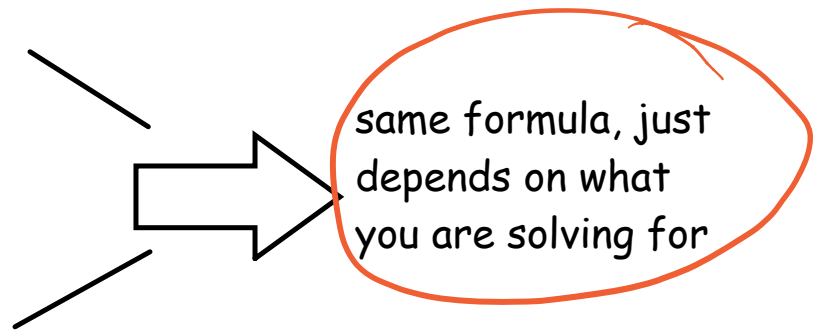 same formula, just
depends on what
you are solving for